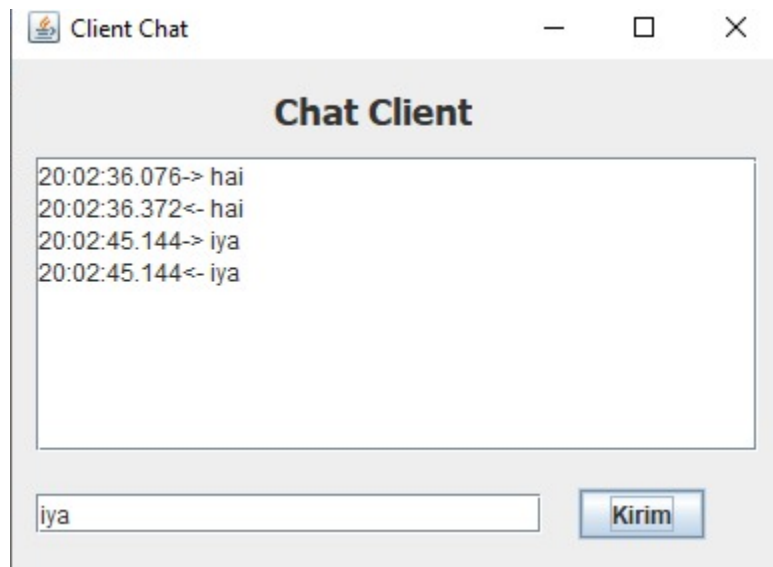 Client Chat
Chat Client
20:02:36.076-> hai
20:02:36.372<- hai
20:02:45.144-> iya
20:02:45.144<- iya
iya
Kirim